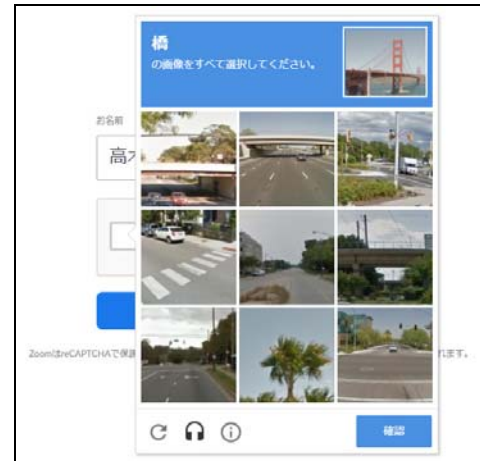 橋
の画像をすべて選択してください。
お名前
高
ZoomはreCAPTCHAで保護
れます。
確認